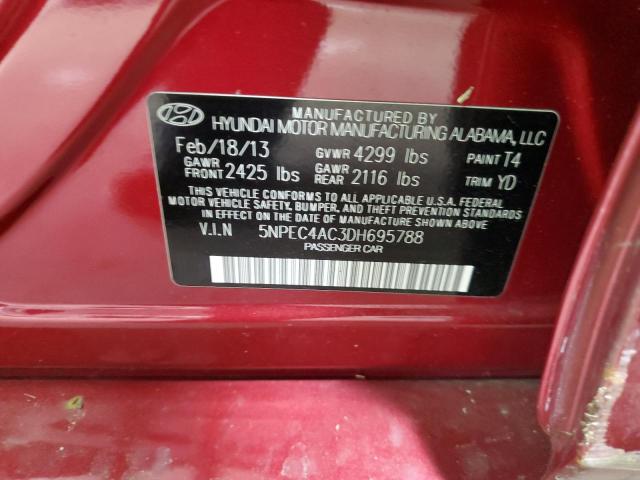 MANUFACTURED BY
HYUNDAI MOTOR MANUFACTURING ALABAMA, LLC
Feb/18/13 GVWR 4299 lbs PAINT T4
GAWR FRONT 2425 lbs GAWR REAR 2116 lbs TRIM YD
THIS VEHICLE CONFORMS TO ALL APPLICABLE U.S.A FEDERAL
MOTOR VEHICLE SAFETY, BUMPER, AND THEFT PREVENTION STANDARDS
IN EFFECT ON THE DATE OF MANUFACTURE SHOWN ABOVE.
V.I.N 5NPEC4AC3DH695788
PASSENGER CAR